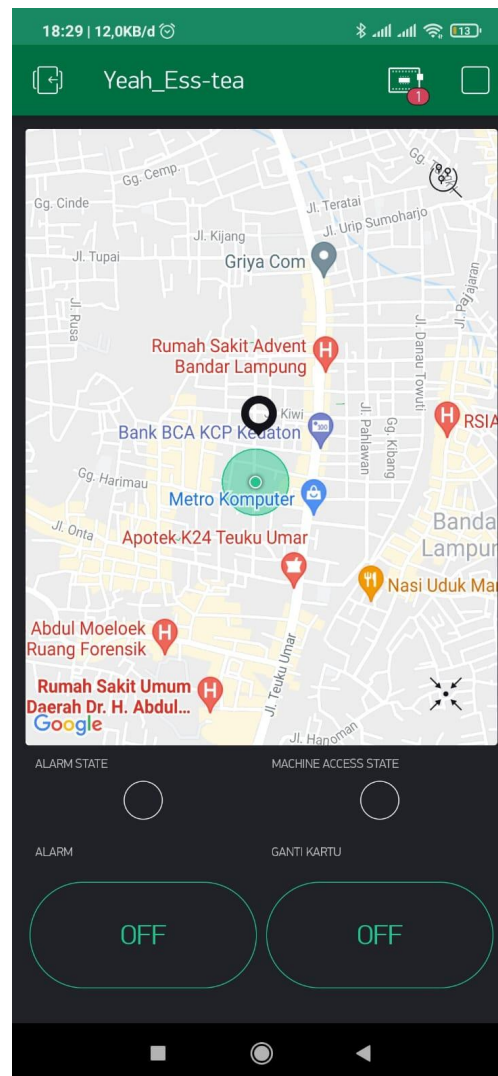 18:29 | 12,0KB/d
13
Yeah_Ess-tea
1
Gg. Cemp.
Gg. Cinde
Jl. Teratai
Jl. Urip Sumoharjo
Jl. Kijang
Jl. Tupai
Griya Com
Jl. Pajajaran
Jl. Rusa
Rumah Sakit Advent
Bandar Lampung
Jl. Danau Towuti
Kiwi
Bank BCA KCP Kedaton
Jl. Pahlawan
Gg. Kibang
RSIA
Gg. Harimau
Metro Komputer
Jl. Onta
Apotek K24 Teuku Umar
Banda
Lampun
Nasi Uduk Mar
Abdul Moeloek
Ruang Forensik
Jl. Teuku Umar
Rumah Sakit Umum
Daerah Dr. H. Abdul...
Google
Jl. Hanoman
ALARM STATE
MACHINE ACCESS STATE
ALARM
GANTI KARTU
OFF
OFF